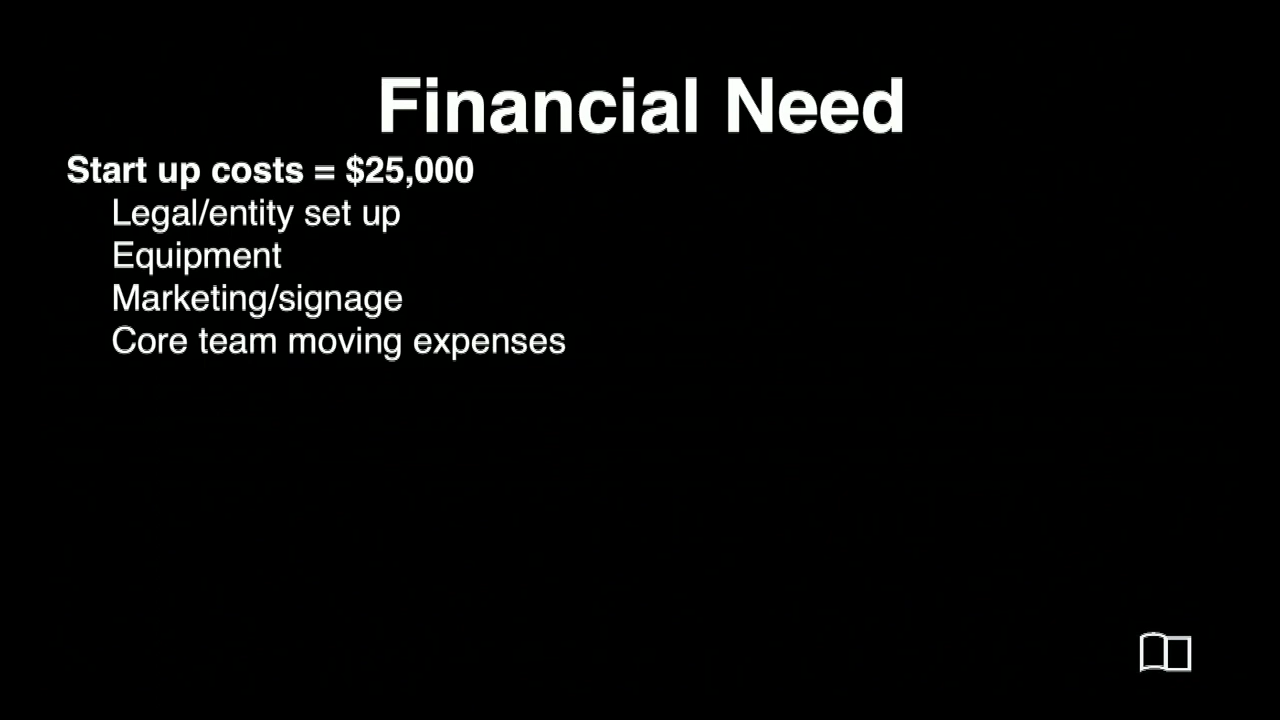 Financial Need
Start up costs = $25,000
Legal/entity set up
Equipment
Marketing/signage
Core team moving expenses